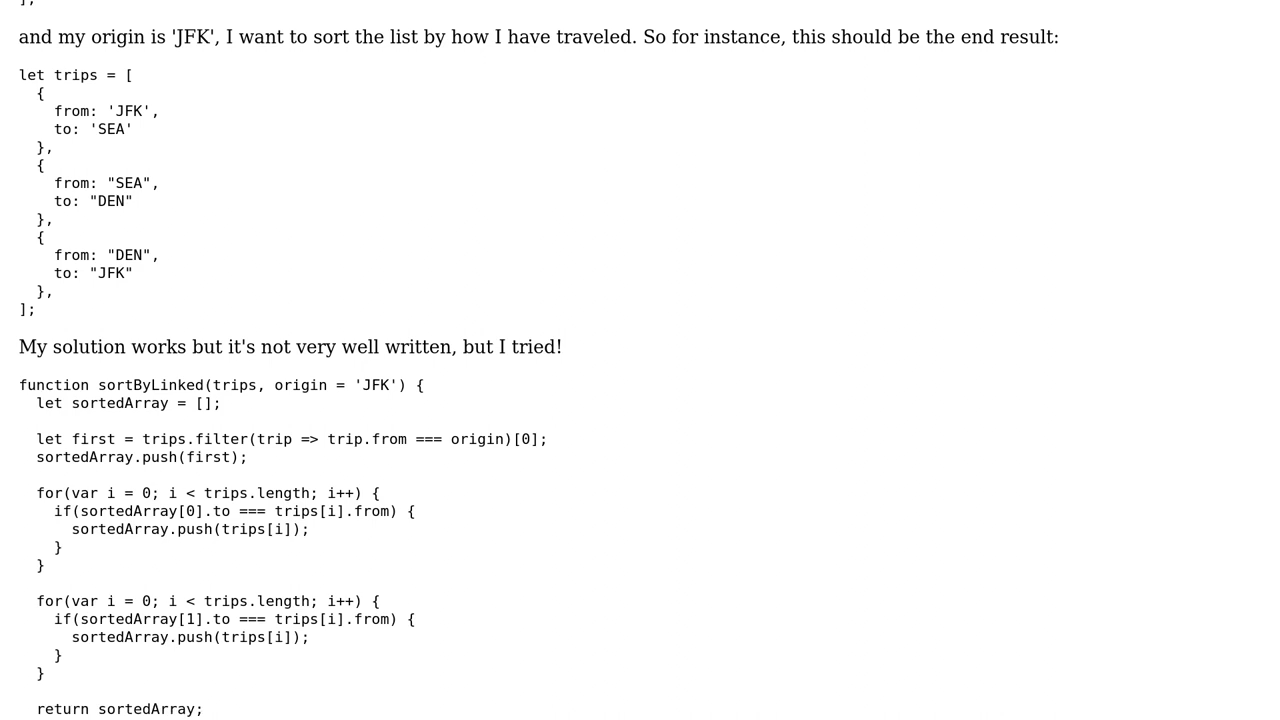 ];
and my origin is 'JFK', I want to sort the list by how I have traveled. So for instance, this should be the end result:
let trips = [
  {
    from: 'JFK',
    to: 'SEA'
  },
  {
    from: "SEA",
    to: "DEN"
  },
  {
    from: "DEN",
    to: "JFK"
  },
];
My solution works but it's not very well written, but I tried!
function sortByLinked(trips, origin = 'JFK') {
  let sortedArray = [];

  let first = trips.filter(trip => trip.from === origin)[0];
  sortedArray.push(first);

  for(var i = 0; i < trips.length; i++) {
    if(sortedArray[0].to === trips[i].from) {
      sortedArray.push(trips[i]);
    }
  }

  for(var i = 0; i < trips.length; i++) {
    if(sortedArray[1].to === trips[i].from) {
      sortedArray.push(trips[i]);
    }
  }

  return sortedArray;